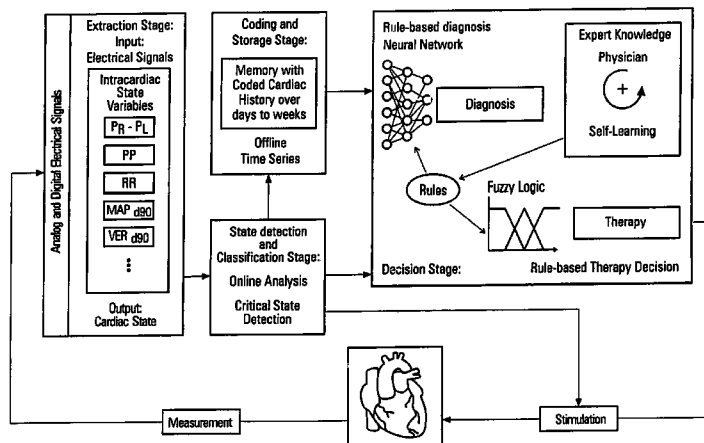 Analog and Digital Electrical Signals
Extraction Stage:
Input:
Electrical Signals
Intracardiac
State
Variables
PR - PL
PP
RR
MAP d90
VER d90
Output:
Cardiac State
Coding and
Storage Stage:
Memory with
Coded Cardiac
History over
days to weeks
Offline
Time Series
State detection
and
Classification
Stage:
Online Analysis
Critical State
Detection
Rule-based diagnosis
Neural Network
Diagnosis
Expert Knowledge
Physician
+
Self-Learning
Rules
Fuzzy Logic
Therapy
Decision Stage:
Rule-based Therapy Decision
Measurement
Stimulation